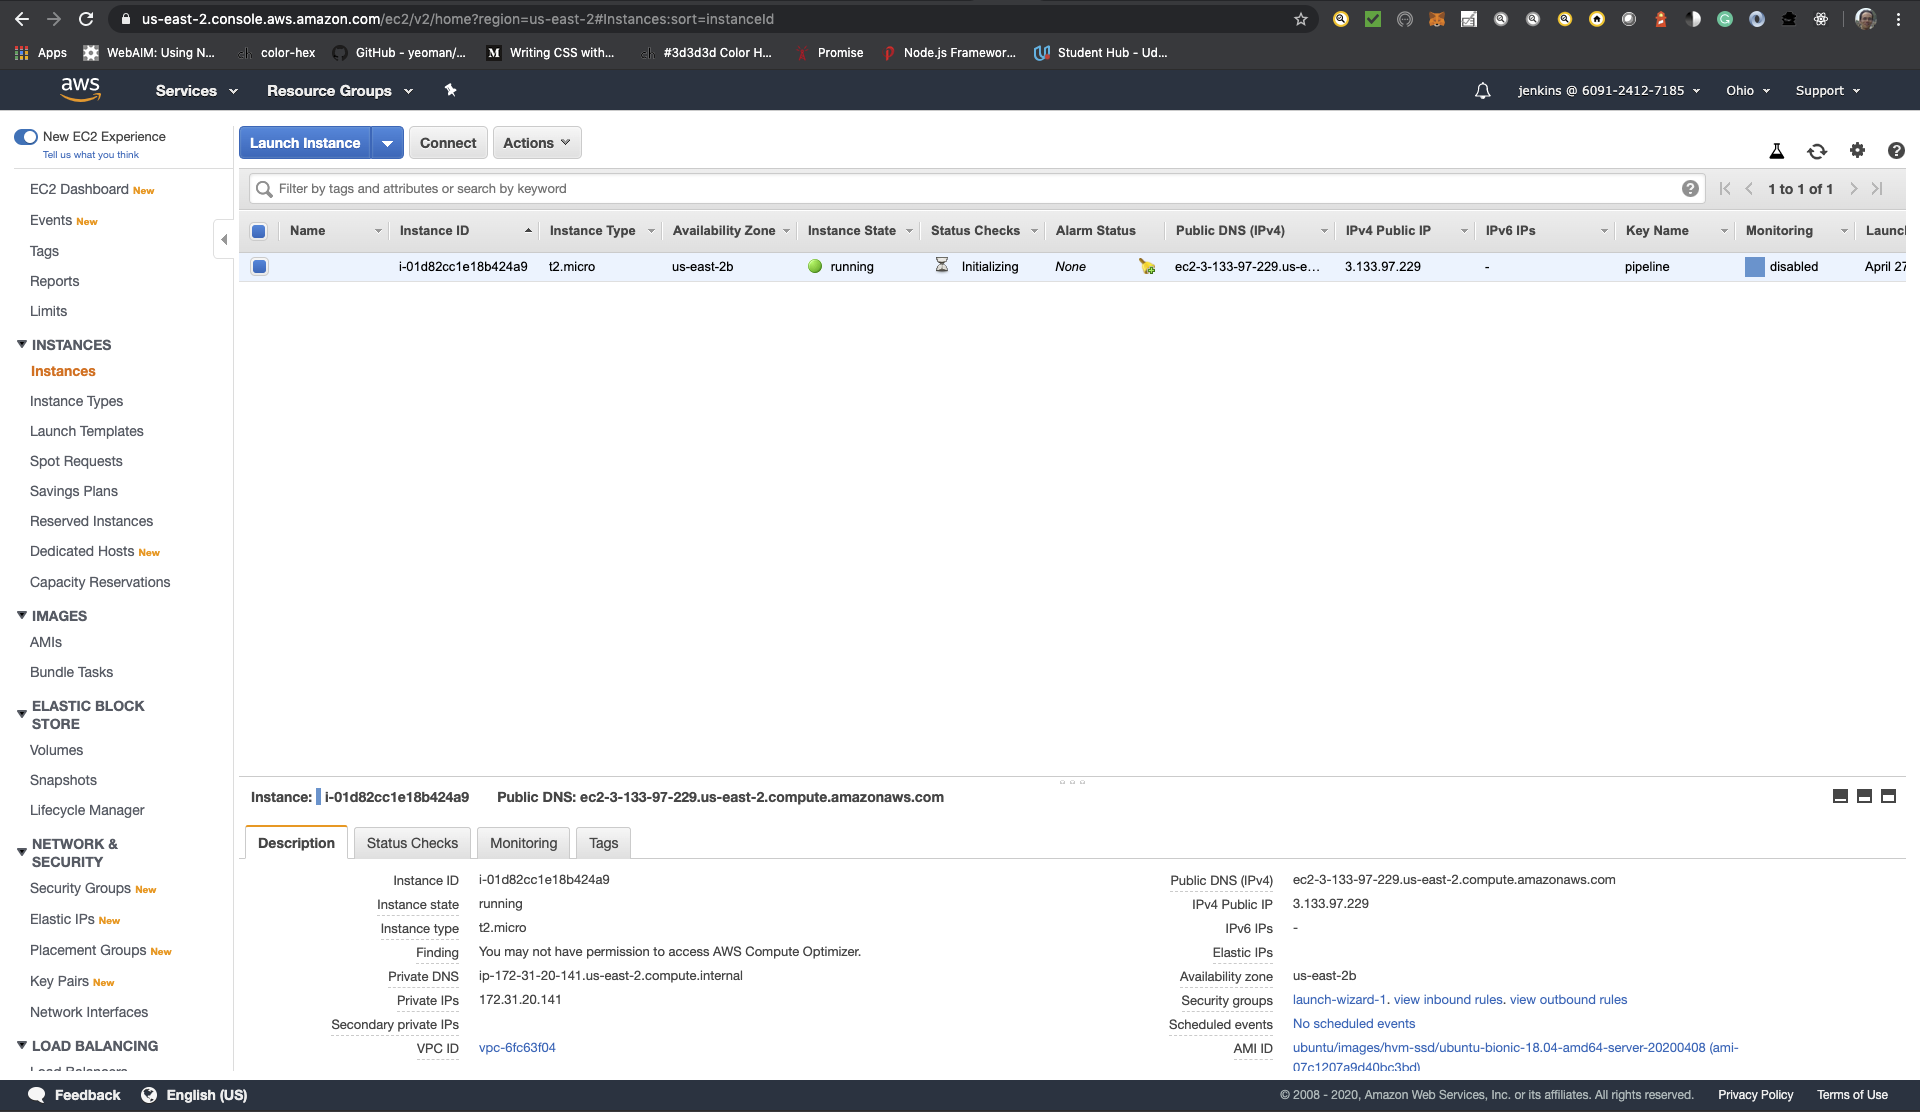 us-east-2.console.aws.amazon.com/ec2/v2/home?region=us-east-2#Instances:sort=instanceId
Apps WebAIM: Using N... color-hex GitHub - yeoman/... Writing CSS with... #3d3d3d Color H... Promise Node.js Framewor... Student Hub - Ud...
aws Services Resource Groups jenkins @ 6091-2412-7185 Ohio Support
New EC2 Experience
Tell us what you think
EC2 Dashboard New
Events New
Tags
Reports
Limits
INSTANCES
Instances
Instance Types
Launch Templates
Spot Requests
Savings Plans
Reserved Instances
Dedicated Hosts New
Capacity Reservations
IMAGES
AMIs
Bundle Tasks
ELASTIC BLOCK
STORE
Volumes
Snapshots
Lifecycle Manager
NETWORK &
SECURITY
Security Groups New
Elastic IPs New
Placement Groups New
Key Pairs New
Network Interfaces
LOAD BALANCING
Launch Instance Connect Actions
Filter by tags and attributes or search by keyword 1 to 1 of 1
Name Instance ID Instance Type Availability Zone Instance State Status Checks Alarm Status Public DNS (IPv4) IPv4 Public IP IPv6 IPs Key Name Monitoring Launc
i-01d82cc1e18b424a9 t2.micro us-east-2b running Initializing None ec2-3-133-97-229.us-e... 3.133.97.229 - pipeline disabled April 27
Instance: i-01d82cc1e18b424a9 Public DNS: ec2-3-133-97-229.us-east-2.compute.amazonaws.com
Description Status Checks Monitoring Tags
Instance ID i-01d82cc1e18b424a9
Instance state running
Instance type t2.micro
Finding You may not have permission to access AWS Compute Optimizer.
Private DNS ip-172-31-20-141.us-east-2.compute.internal
Private IPs 172.31.20.141
Secondary private IPs
VPC ID vpc-6fc63f04
Public DNS (IPv4) ec2-3-133-97-229.us-east-2.compute.amazonaws.com
IPv4 Public IP 3.133.97.229
IPv6 IPs -
Elastic IPs
Availability zone us-east-2b
Security groups launch-wizard-1. view inbound rules. view outbound rules
Scheduled events No scheduled events
AMI ID ubuntu/images/hvm-ssd/ubuntu-bionic-18.04-amd64-server-20200408 (ami-
07c1207a9d40bc3bd)
Feedback English (US) © 2008 - 2020, Amazon Web Services, Inc. or its affiliates. All rights reserved. Privacy Policy Terms of Use